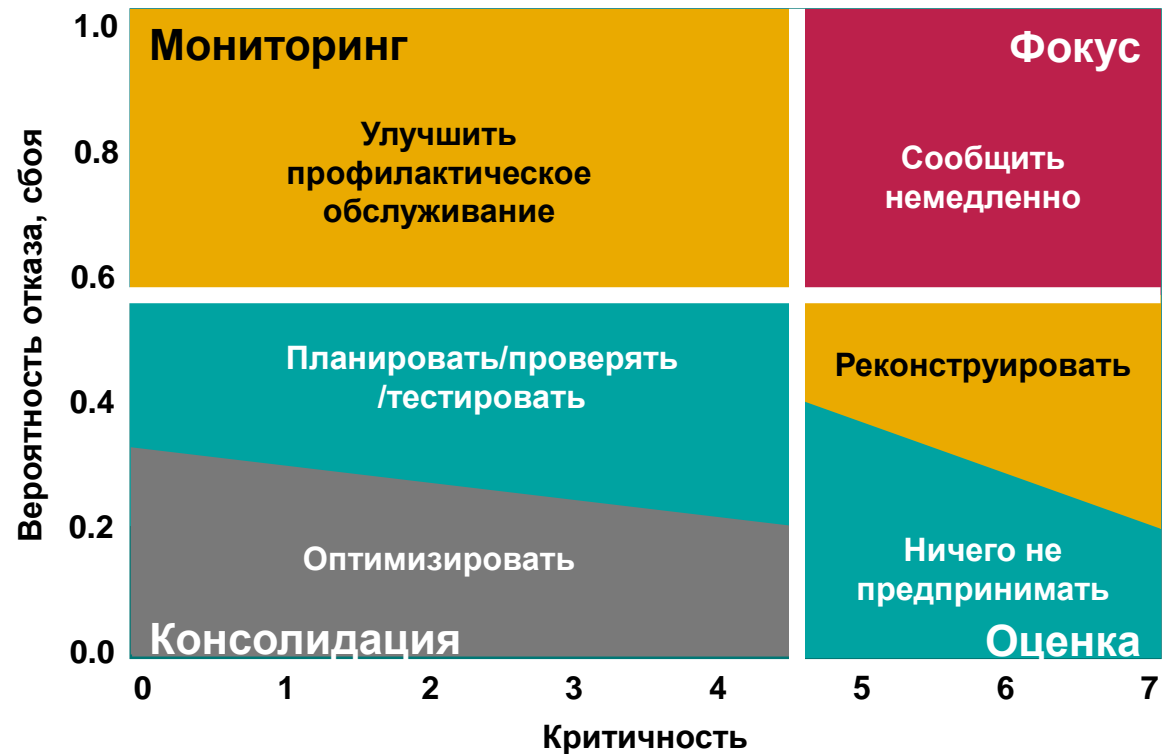 1.0
0.8
0.6
0.4
0.2
0.0
Вероятность отказа, сбоя
Мониторинг
Улучшить
профилактическое
обслуживание
Фокус
Сообщить
немедленно
Планировать/проверять
/тестировать
Оптимизировать
Консолидация
Реконструировать
Ничего не
предпринимать
Оценка
0 1 2 3 4 5 6 7
Критичность